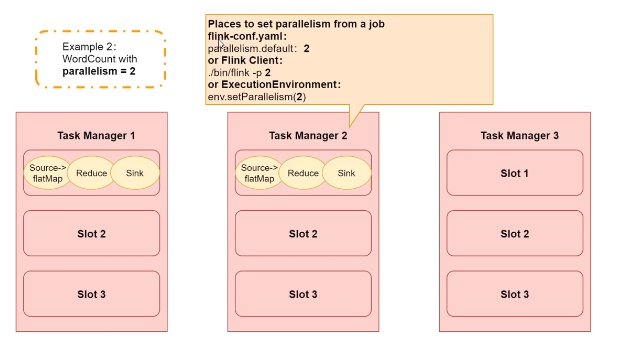 Example 2:
WordCount with
parallelism = 2
Places to set parallelism from a job
flink-conf.yaml:
parallelism.default: 2
or Flink Client:
./bin/flink -p 2
or ExecutionEnvironment:
env.setParallelism(2)
Task Manager 1
Source->
flatMap
Reduce
Sink
Slot 2
Slot 3
Task Manager 2
Source->
flatMap
Reduce
Sink
Slot 2
Slot 3
Task Manager 3
Slot 1
Slot 2
Slot 3